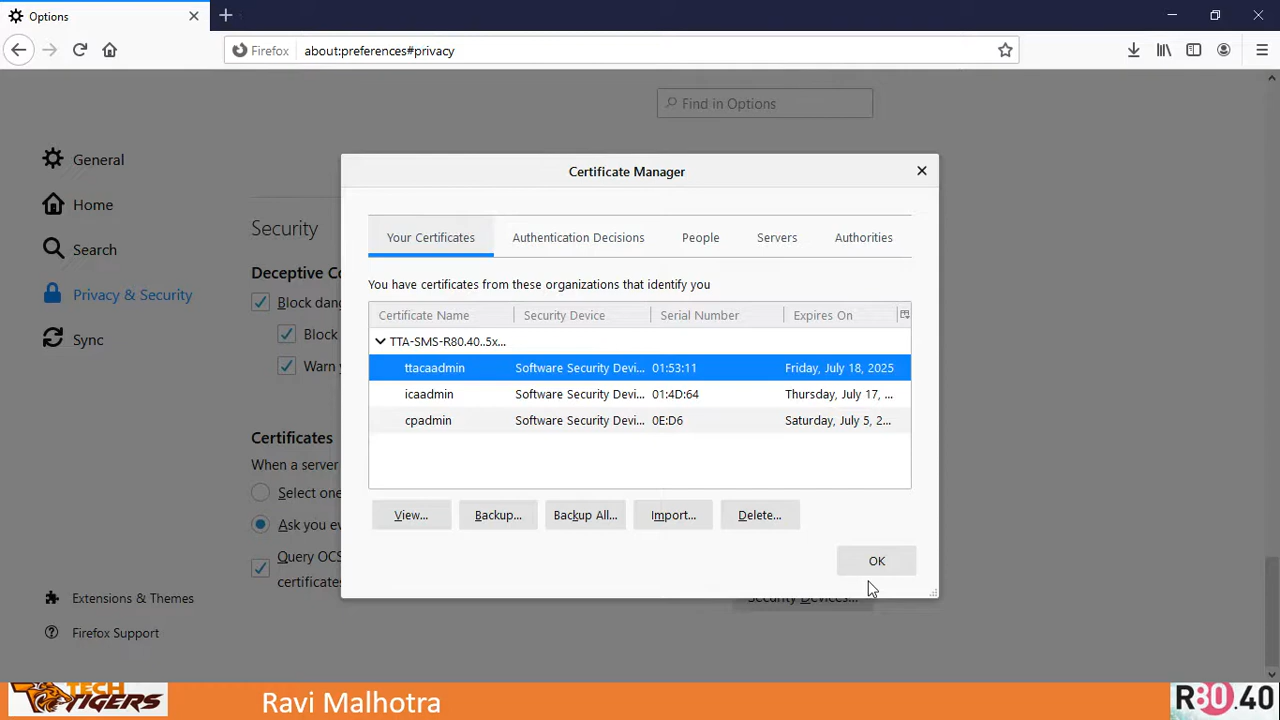 Options
Firefox about:preferences#privacy
Find in Options
General
Home
Search
Privacy & Security
Sync
Extensions & Themes
Firefox Support
Security
Deceptive Co
Block dang
Block
Warn y
Certificates
When a server
Select one
Ask you ev
Query OCS
certificates
Certificate Manager
Your Certificates Authentication Decisions People Servers Authorities
You have certificates from these organizations that identify you
Certificate Name Security Device Serial Number Expires On
TTA-SMS-R80.40..5x...
ttacaadmin Software Security Devi... 01:53:11 Friday, July 18, 2025
icaadmin Software Security Devi... 01:4D:64 Thursday, July 17, ...
cpadmin Software Security Devi... 0E:D6 Saturday, July 5, 2...
View... Backup... Backup All... Import... Delete...
OK
Security Devices...
TECH
TIGERS
Ravi Malhotra
R80.40